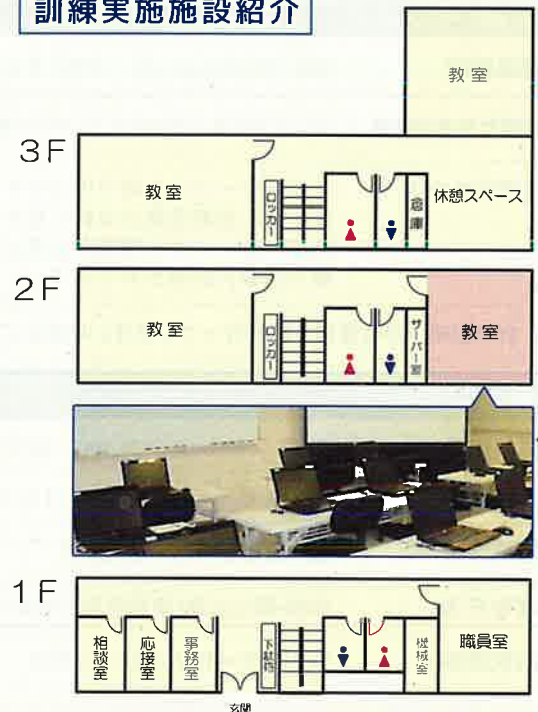 訓練実施施設紹介
教室
3F
教室
ロッカー
倉庫
休憩スペース
2F
教室
ロッカー
サーバー室
教室
1F
相談室
応接室
事務室
下駄箱
機械室
職員室
玄関